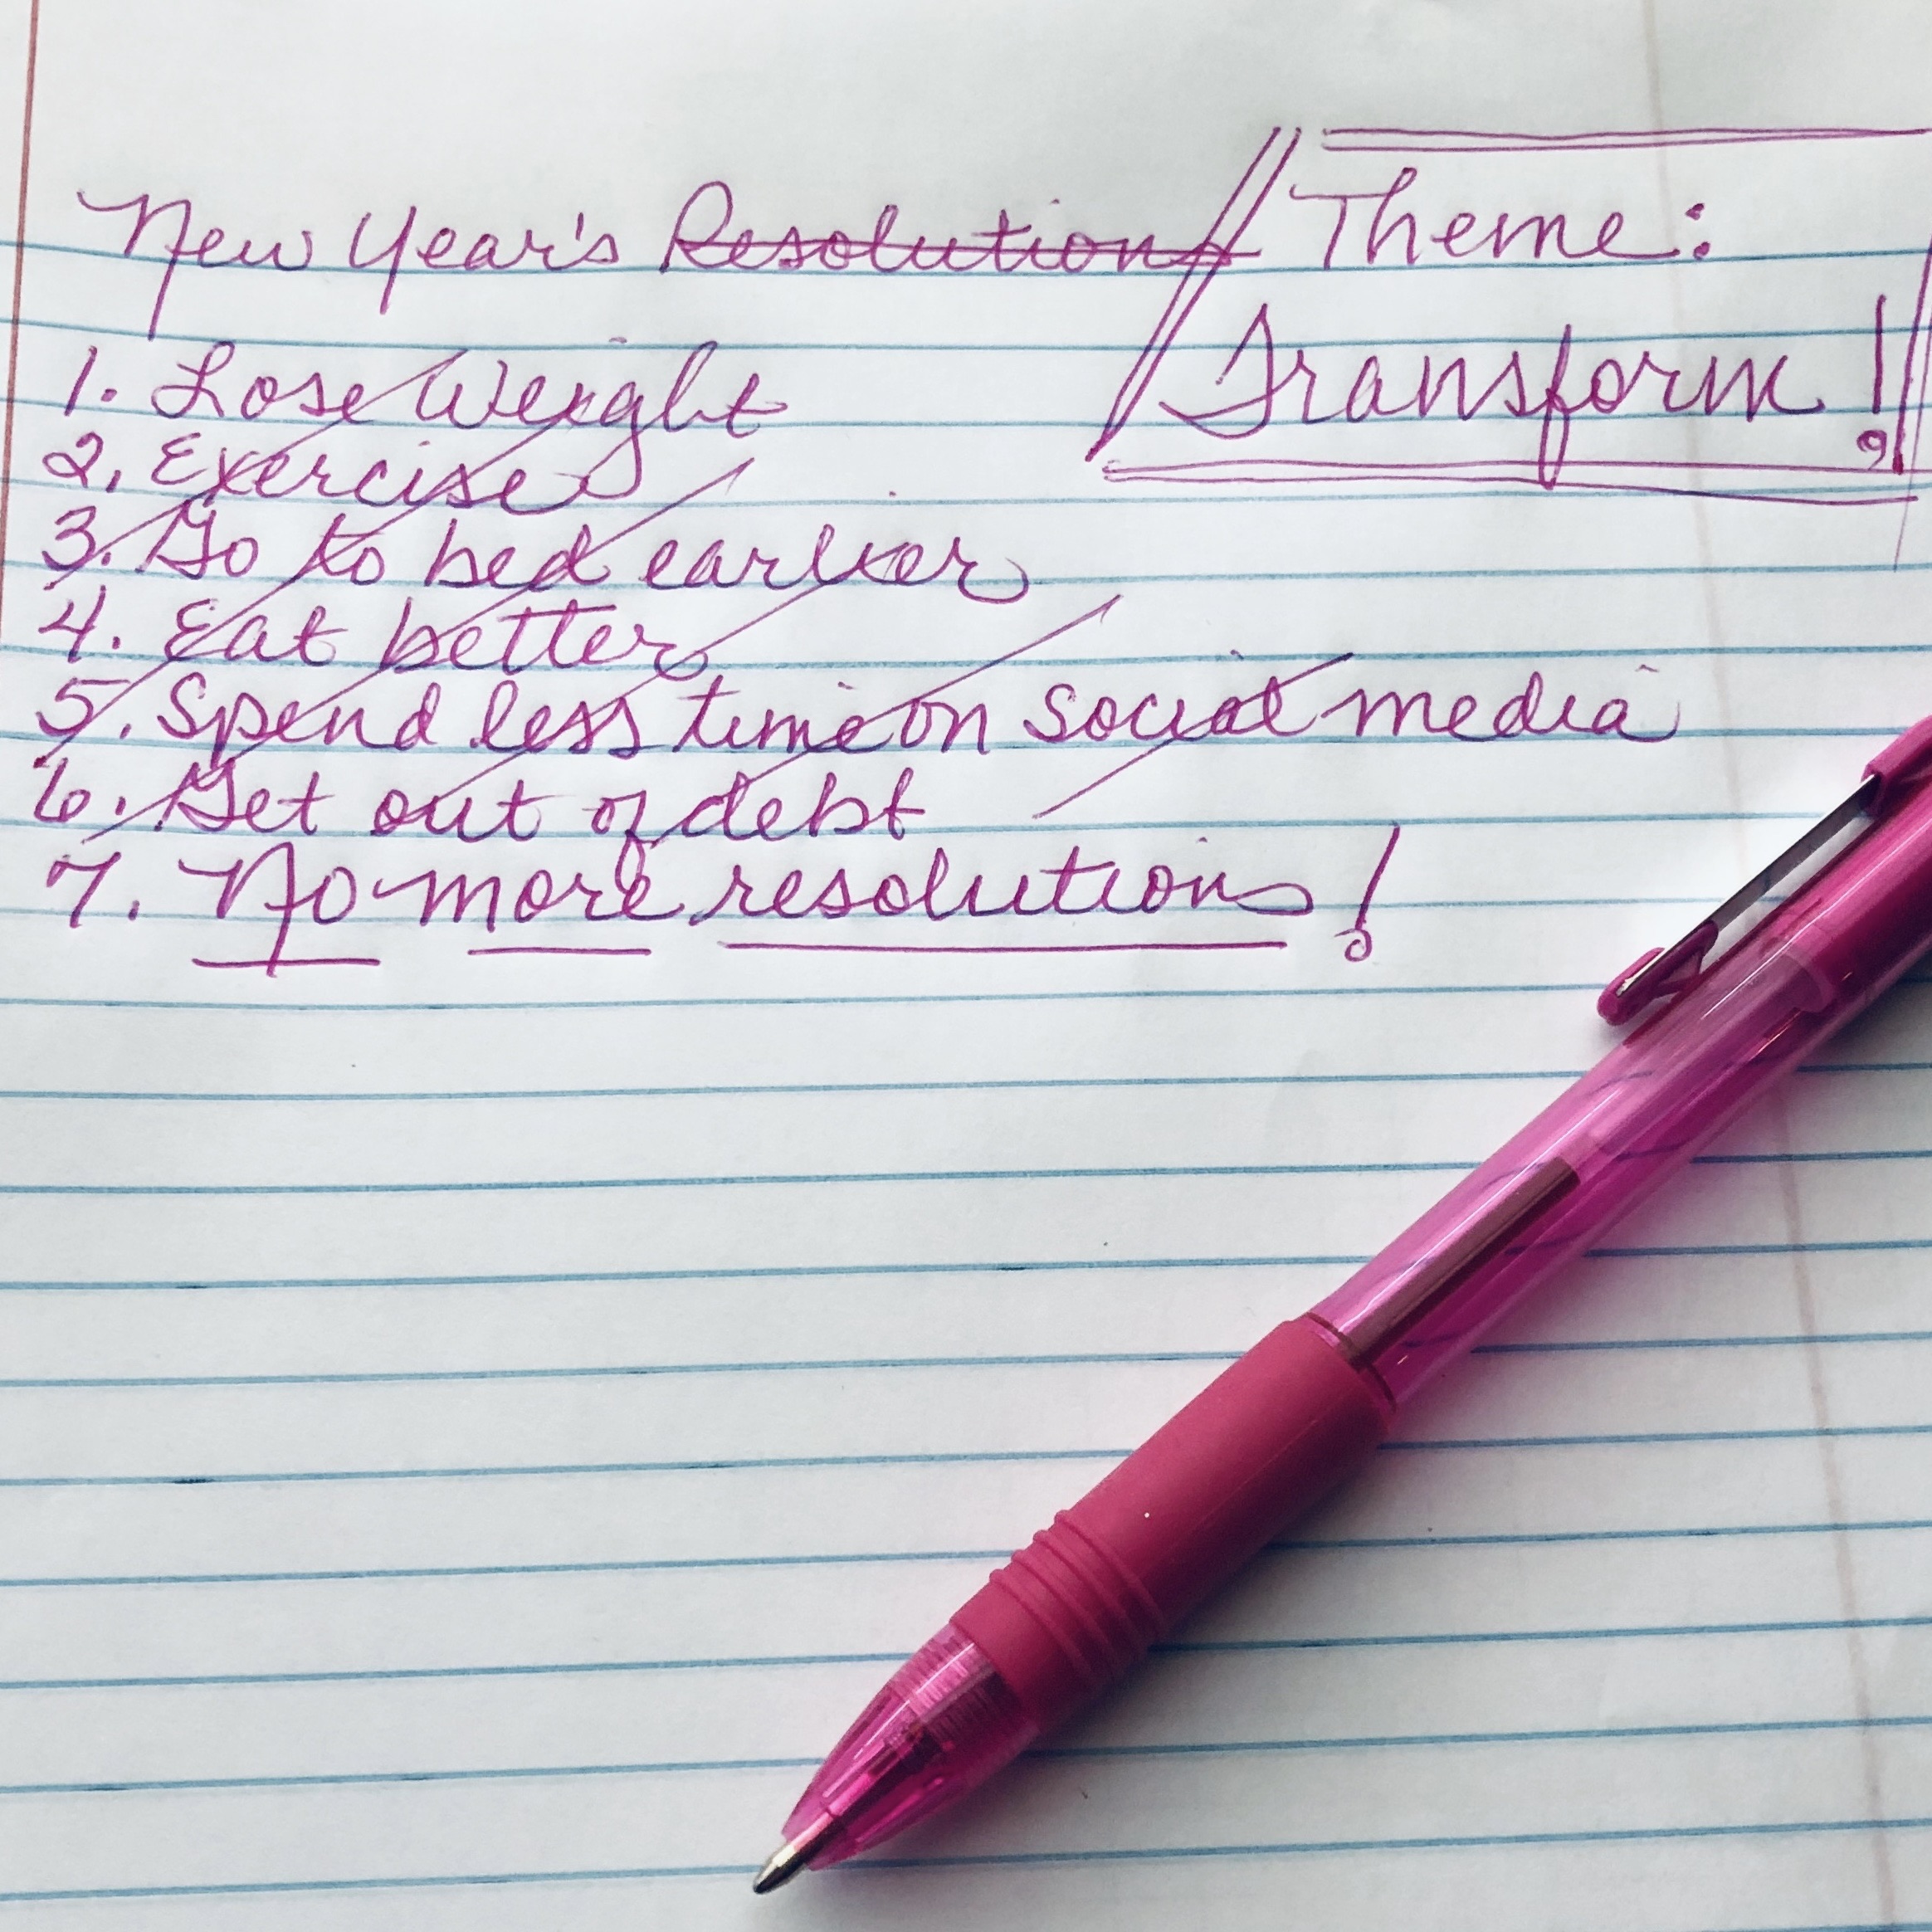 New Year's Resolutions Theme:
Transform!
1. Lose Weight
2. Exercise
3. Go to bed earlier
4. Eat better
5. Spend less time on social media
6. Get out of debt
7. No more resolutions!